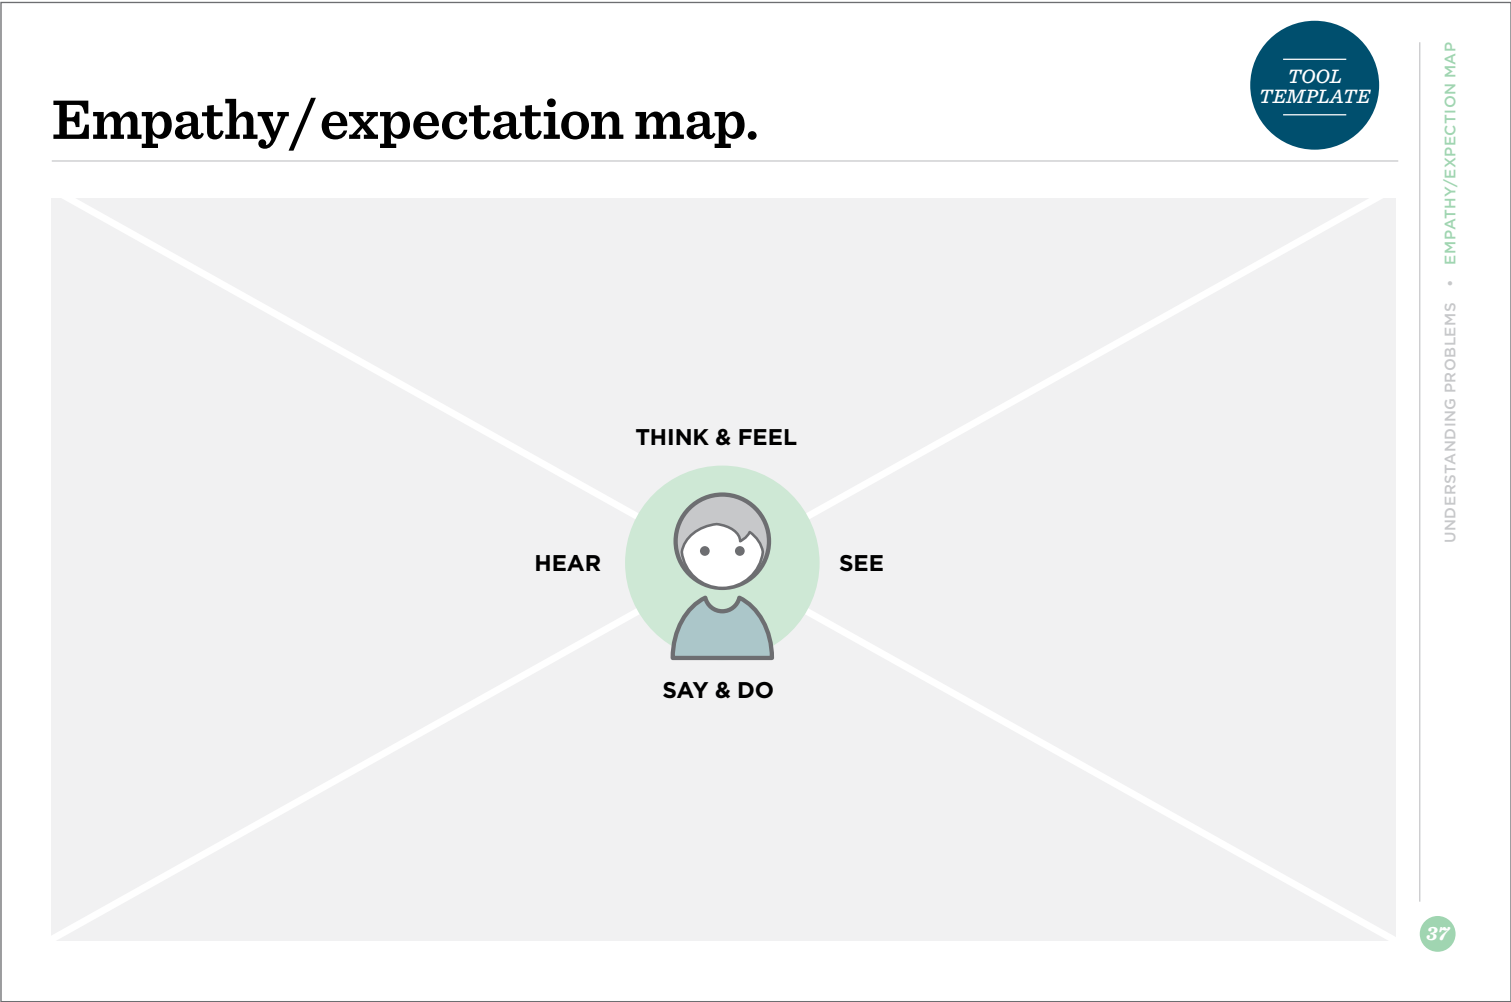 TOOL
TEMPLATE
Empathy/expectation map.
THINK & FEEL
HEAR
SEE
SAY & DO
UNDERSTANDING PROBLEMS • EMPATHY/EXPECTION MAP
37